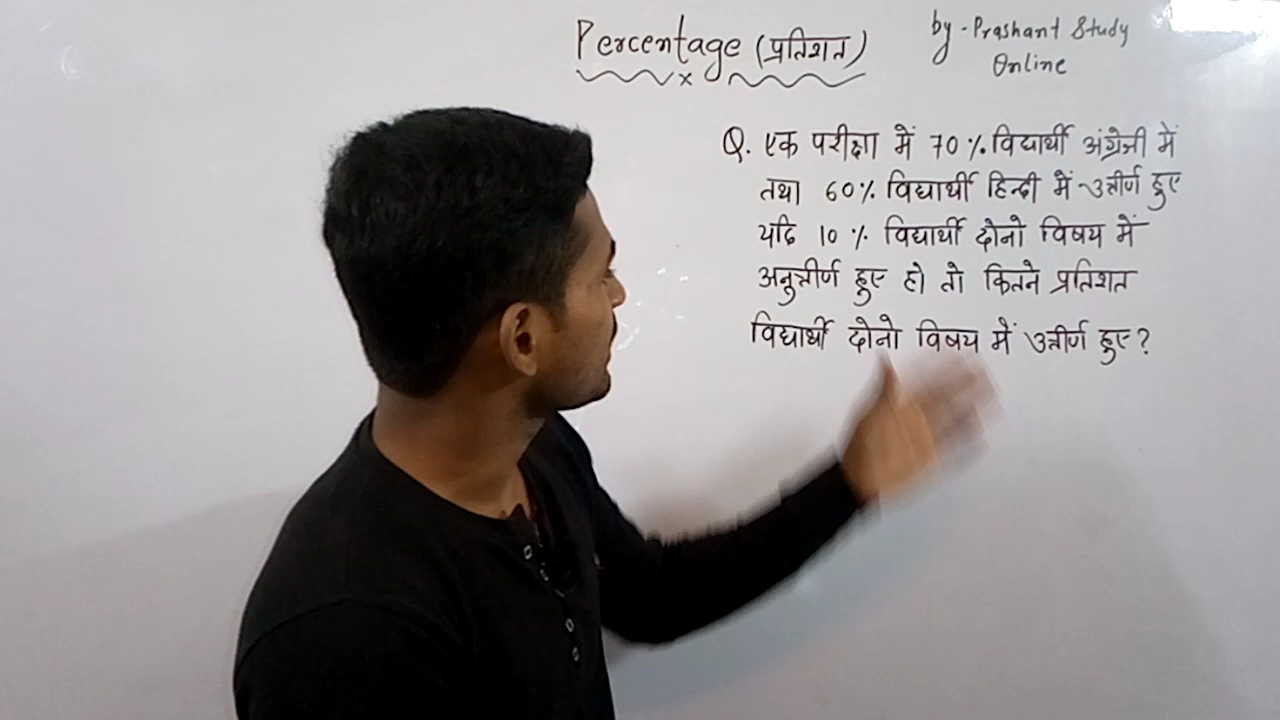 Percentage (प्रतिशत)
by - Prashant Study
Online
Q. एक परीक्षा में 70% विद्यार्थी अंग्रेजी में
तथा 60% विद्यार्थी हिन्दी में उत्तीर्ण हुए
यदि 10% विद्यार्थी दोनो विषय में
अनुत्तीर्ण हुए हो तो कितने प्रतिशत
विद्यार्थी दोनो विषय में उत्तीर्ण हुए?